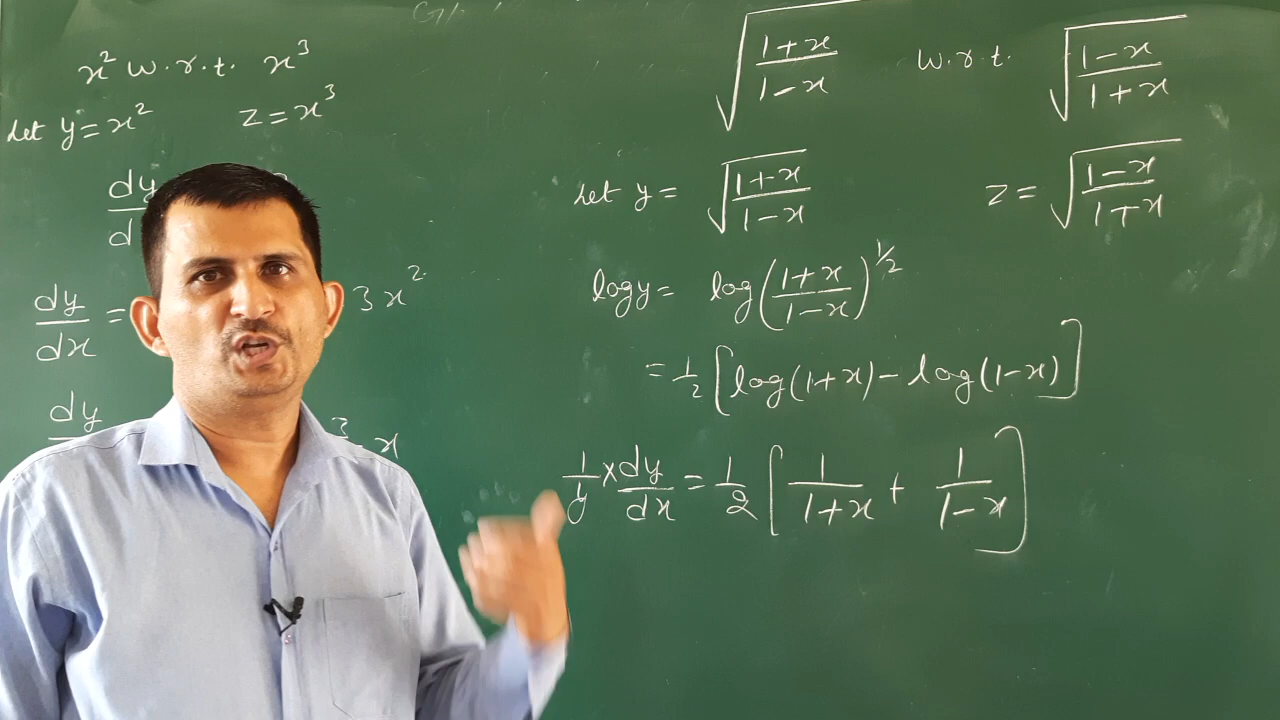 x² w.r.t. x³
Let y = x² z = x³
dy
d
dy/dx = 3x²
dy
x
√((1+x)/(1-x)) w.r.t. √((1-x)/(1+x))
Let y = √((1+x)/(1-x)) z = √((1-x)/(1+x))
log y = log((1+x)/(1-x))^½
= ½ [log(1+x) - log(1-x)]
1/y × dy/dx = 1/2 [1/(1+x) + 1/(1-x)]